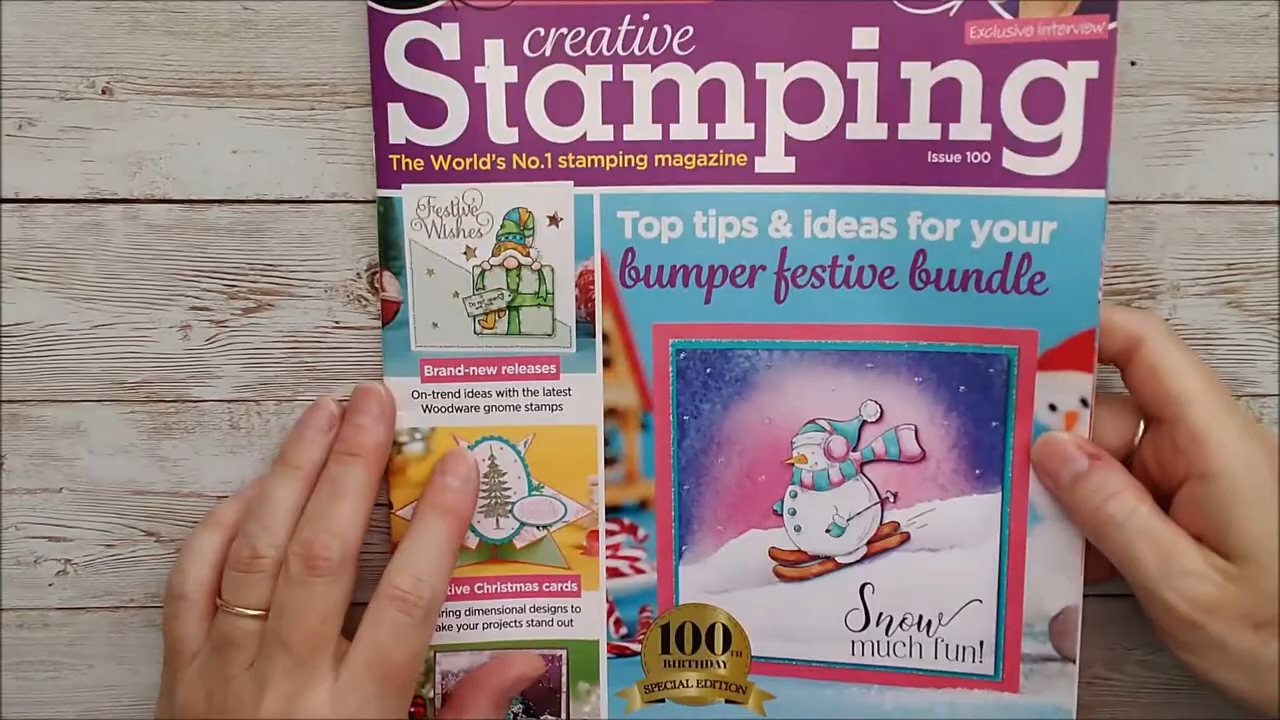 Exclusive interview
creative
Stamping
The World's No.1 stamping magazine
Issue 100
Festive
Wishes
Brand-new releases
On-trend ideas with the latest
Woodware gnome stamps
tive Christmas cards
ring dimensional designs to
ake your projects stand out
Top tips & ideas for your
bumper festive bundle
Snow
much fun!
100TH
BIRTHDAY
SPECIAL EDITION